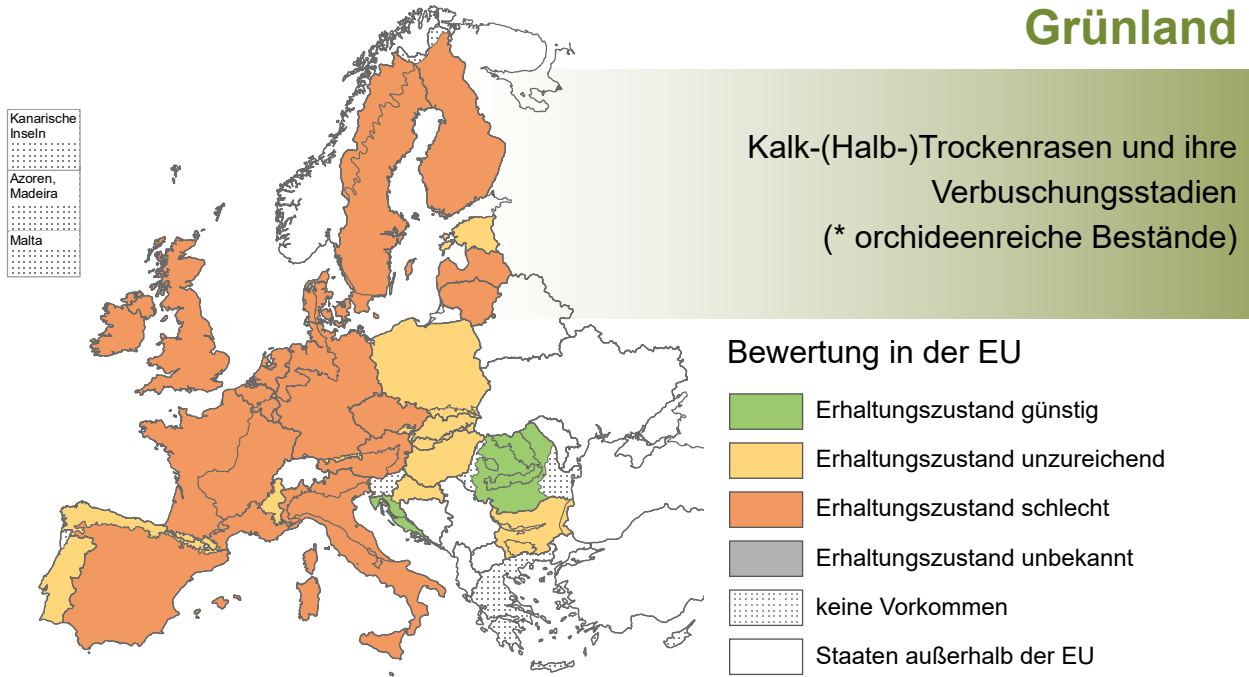 Grünland
Kanarische
Inseln
Azoren,
Madeira
Malta
Kalk-(Halb-)Trockenrasen und ihre
Verbuschungsstadien
(* orchideenreiche Bestände)
Bewertung in der EU
Erhaltungszustand günstig
Erhaltungszustand unzureichend
Erhaltungszustand schlecht
Erhaltungszustand unbekannt
keine Vorkommen
Staaten außerhalb der EU